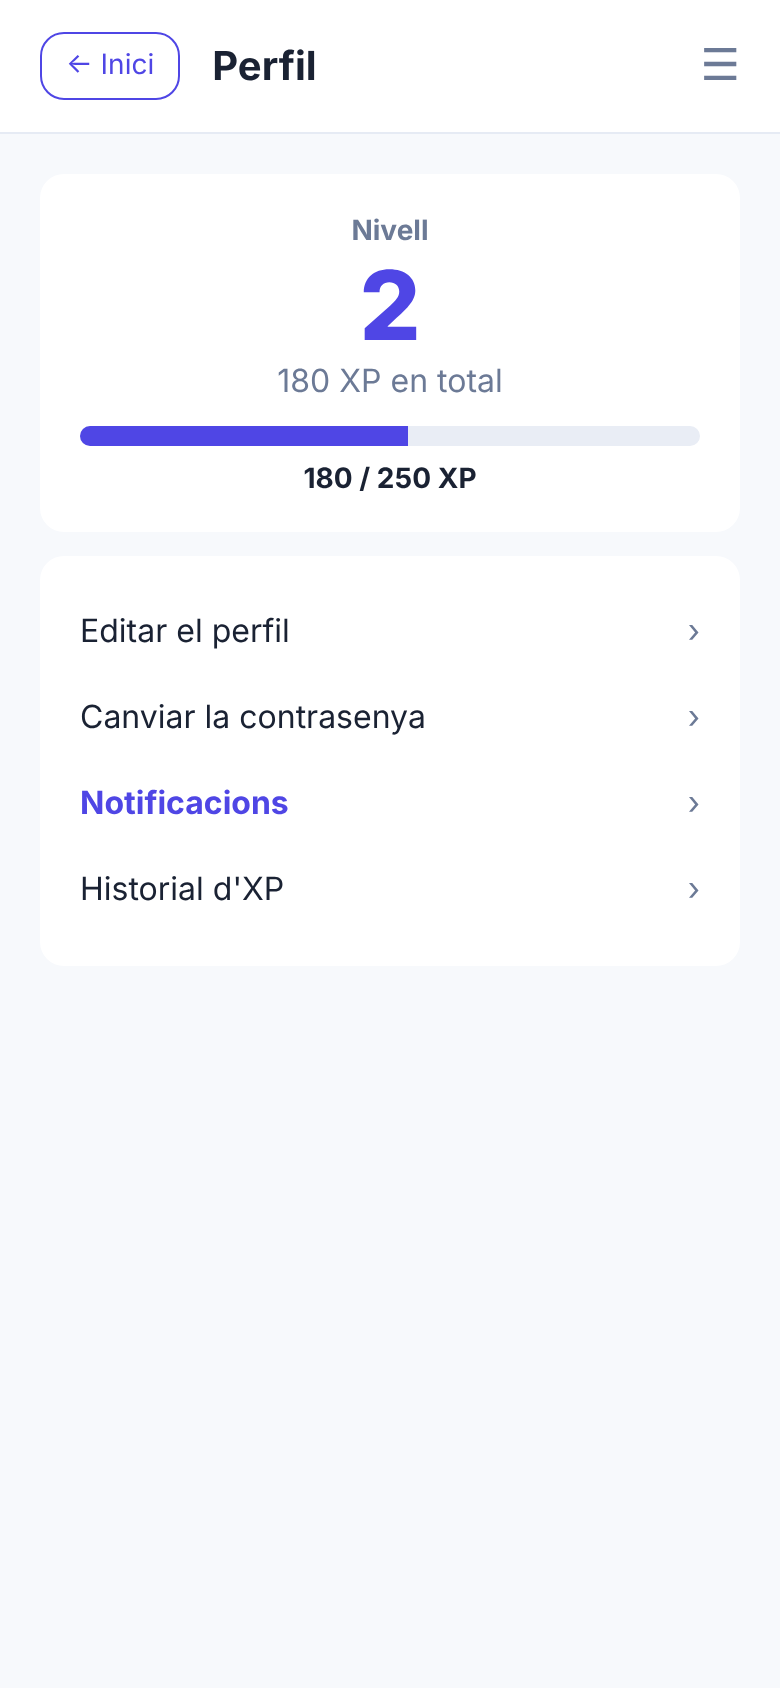 ← Inici
Perfil
☰
Nivell
2
180 XP en total
180 / 250 XP
Editar el perfil ›
Canviar la contrasenya ›
Notificacions ›
Historial d'XP ›